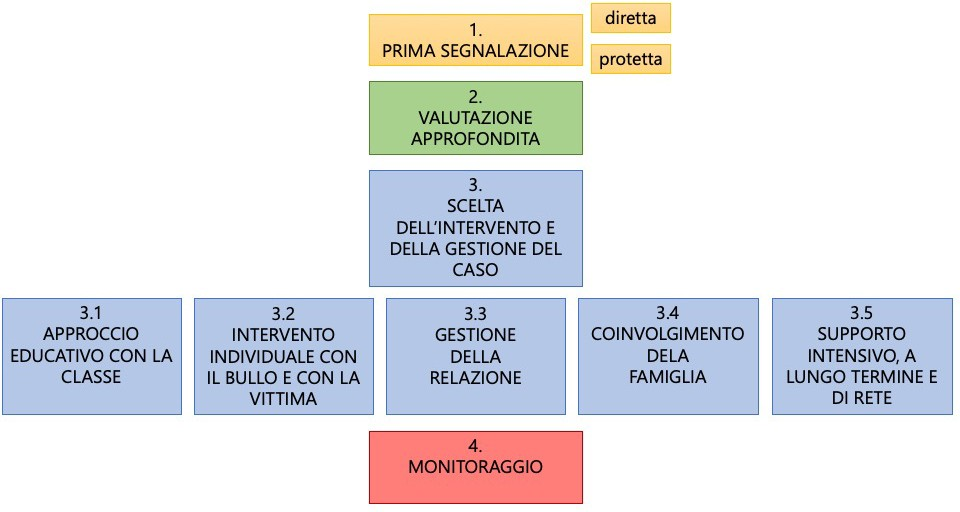 1.
PRIMA SEGNALAZIONE
diretta
protetta
2.
VALUTAZIONE
APPROFONDITA
3.
SCELTA
DELL'INTERVENTO E
DELLA GESTIONE DEL
CASO
3.1
APPROCCIO
EDUCATIVO CON LA
CLASSE
3.2
INTERVENTO
INDIVIDUALE CON
IL BULLO E CON LA
VITTIMA
3.3
GESTIONE
DELLA
RELAZIONE
3.4
COINVOLGIMENTO
DELA
FAMIGLIA
3.5
SUPPORTO
INTENSIVO, A
LUNGO TERMINE E
DI RETE
4.
MONITORAGGIO